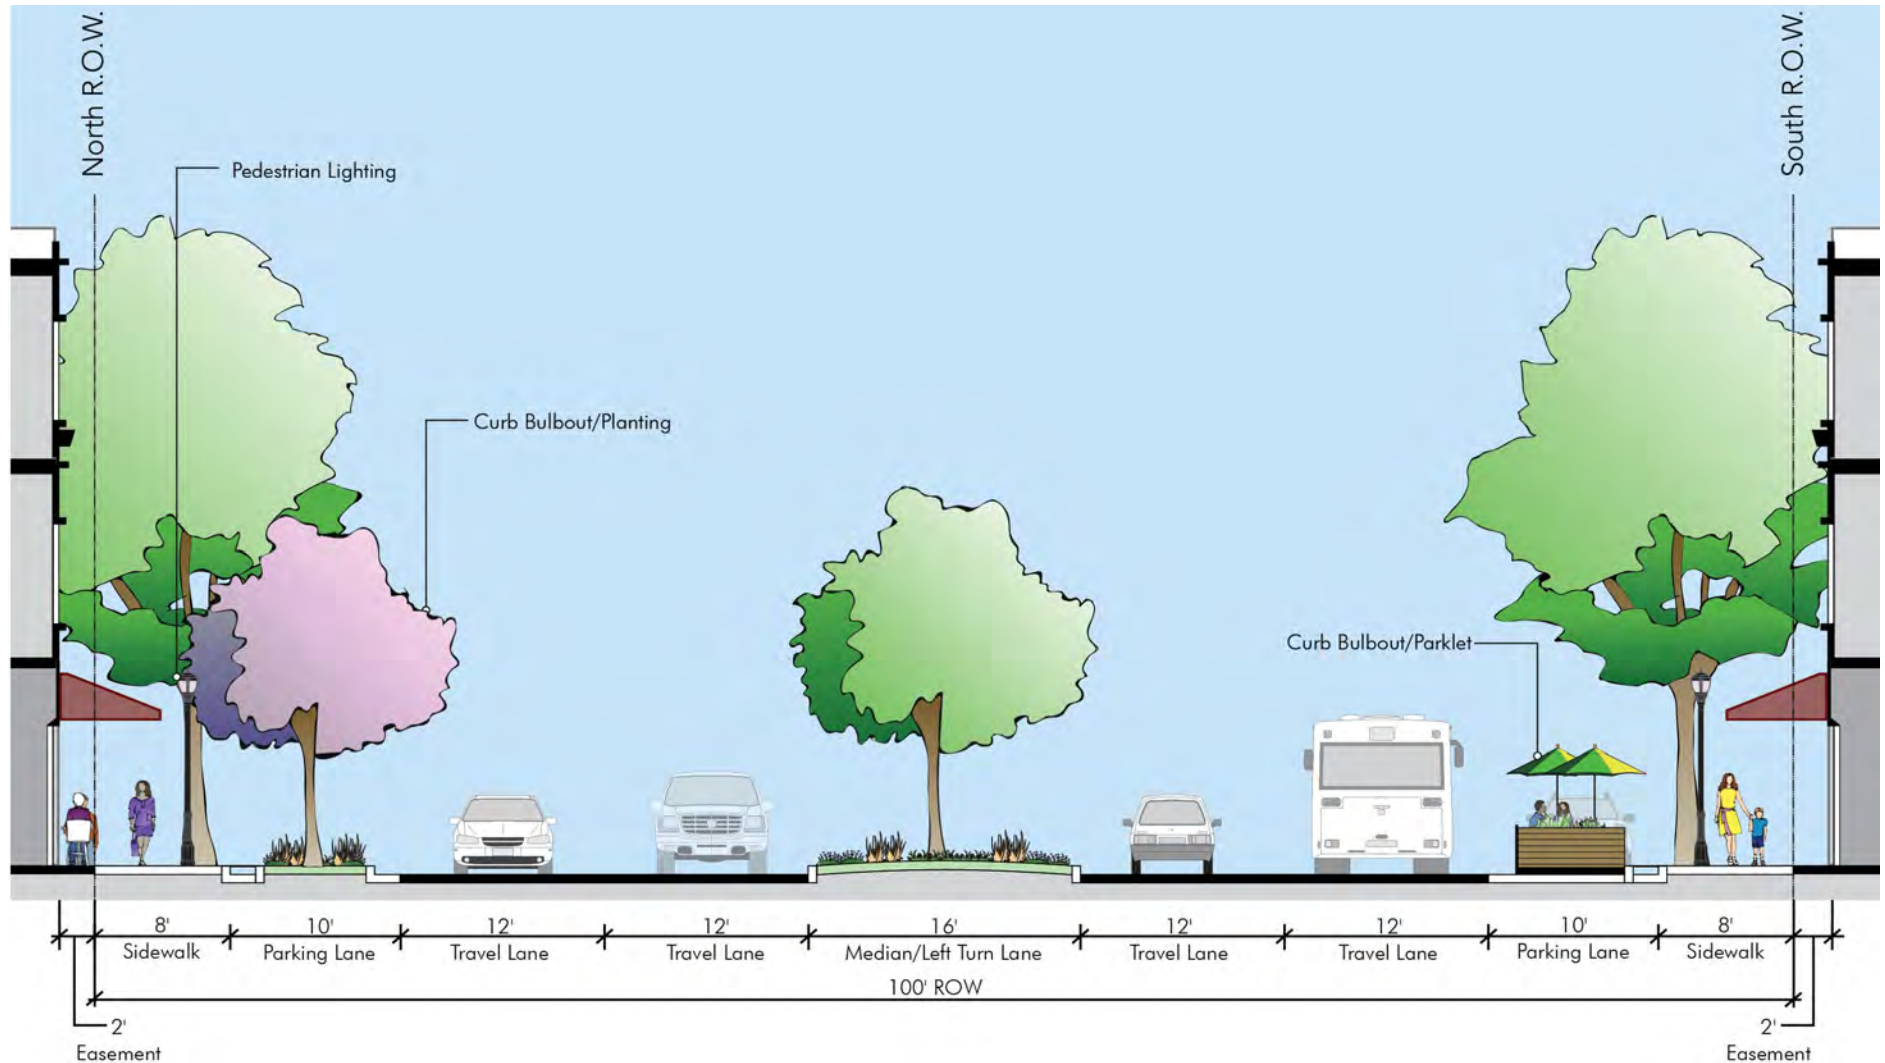 North R.O.W.
South R.O.W.
Pedestrian Lighting
Curb Bulbout/Planting
Curb Bulbout/Parklet
8'
10'
12'
12'
16'
12'
12'
10'
8'
Sidewalk
Parking Lane
Travel Lane
Travel Lane
Median/Left Turn Lane
Travel Lane
Travel Lane
Parking Lane
Sidewalk
100' ROW
2'
Easement
2'
Easement